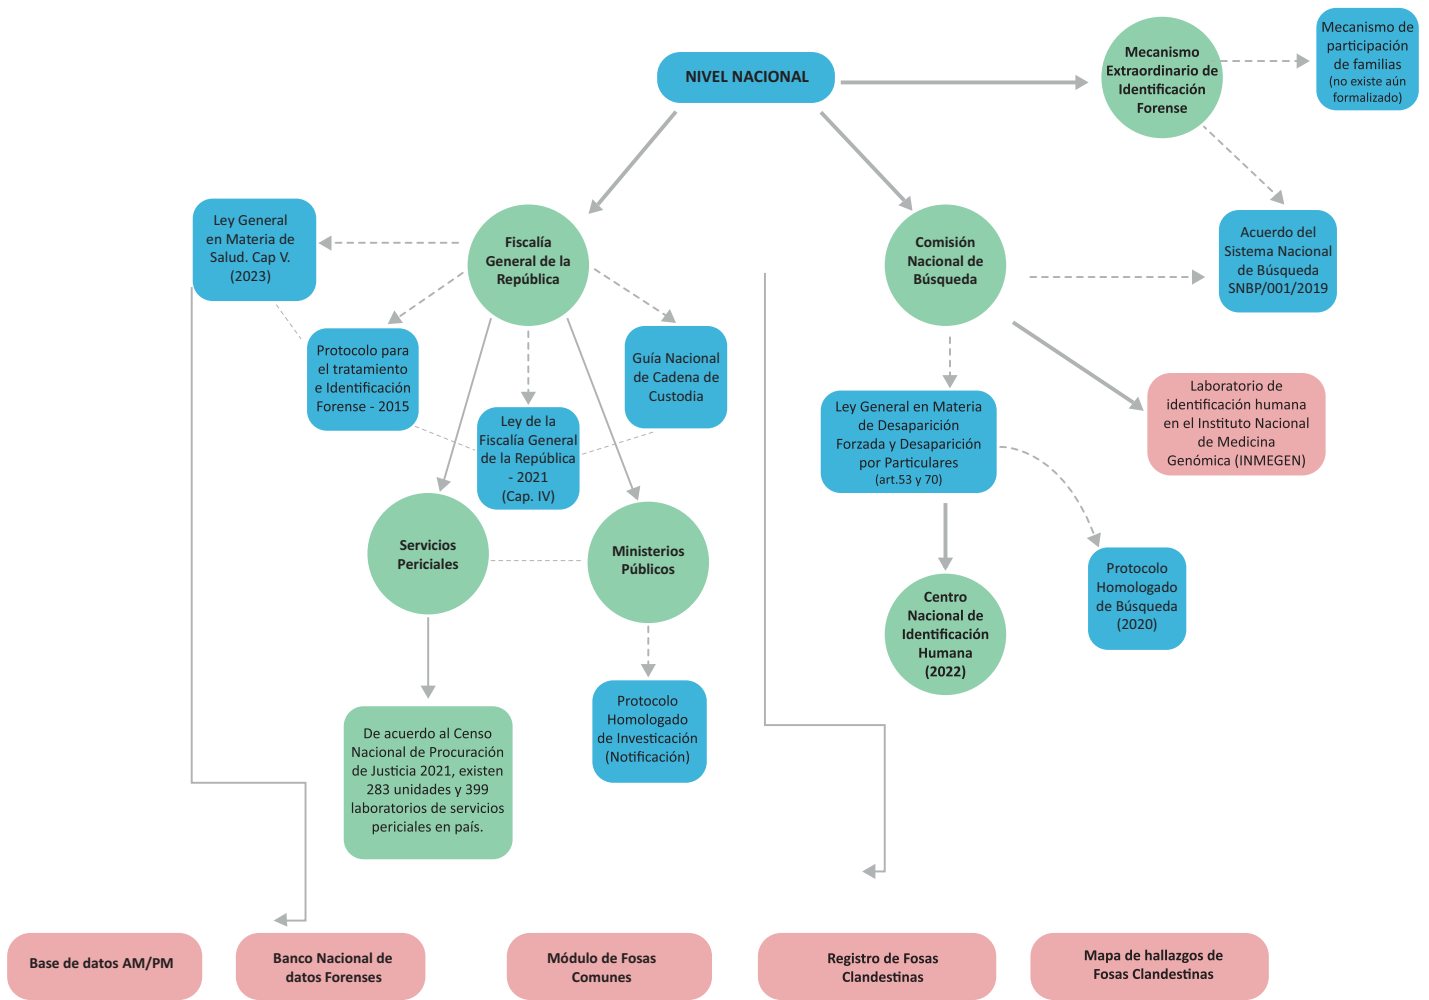 NIVEL NACIONAL
Mecanismo
Extraordinario de
Identificación
Forense
Mecanismo de
participación
de familias
(no existe aún
formalizado)
Ley General
en Materia de
Salud. Cap V.
(2023)
Fiscalía
General de la
República
Comisión
Nacional de
Búsqueda
Acuerdo del
Sistema Nacional
de Búsqueda
SNBP/001/2019
Protocolo para
el tratamiento
e Identificación
Forense - 2015
Guía Nacional
de Cadena de
Custodia
Ley de la
Fiscalía General
de la República
- 2021
(Cap. IV)
Ley General en Materia
de Desaparición
Forzada y Desaparición
por Particulares
(art.53 y 70)
Laboratorio de
identificación humana
en el Instituto Nacional
de Medicina
Genómica (INMEGEN)
Servicios
Periciales
Ministerios
Públicos
Centro
Nacional de
Identificación
Humana
(2022)
Protocolo
Homologado
de Búsqueda
(2020)
De acuerdo al Censo
Nacional de Procuración
de Justicia 2021, existen
283 unidades y 399
laboratorios de servicios
periciales en país.
Protocolo
Homologado
de Investicación
(Notificación)
Base de datos AM/PM
Banco Nacional de
datos Forenses
Módulo de Fosas
Comunes
Registro de Fosas
Clandestinas
Mapa de hallazgos de
Fosas Clandestinas